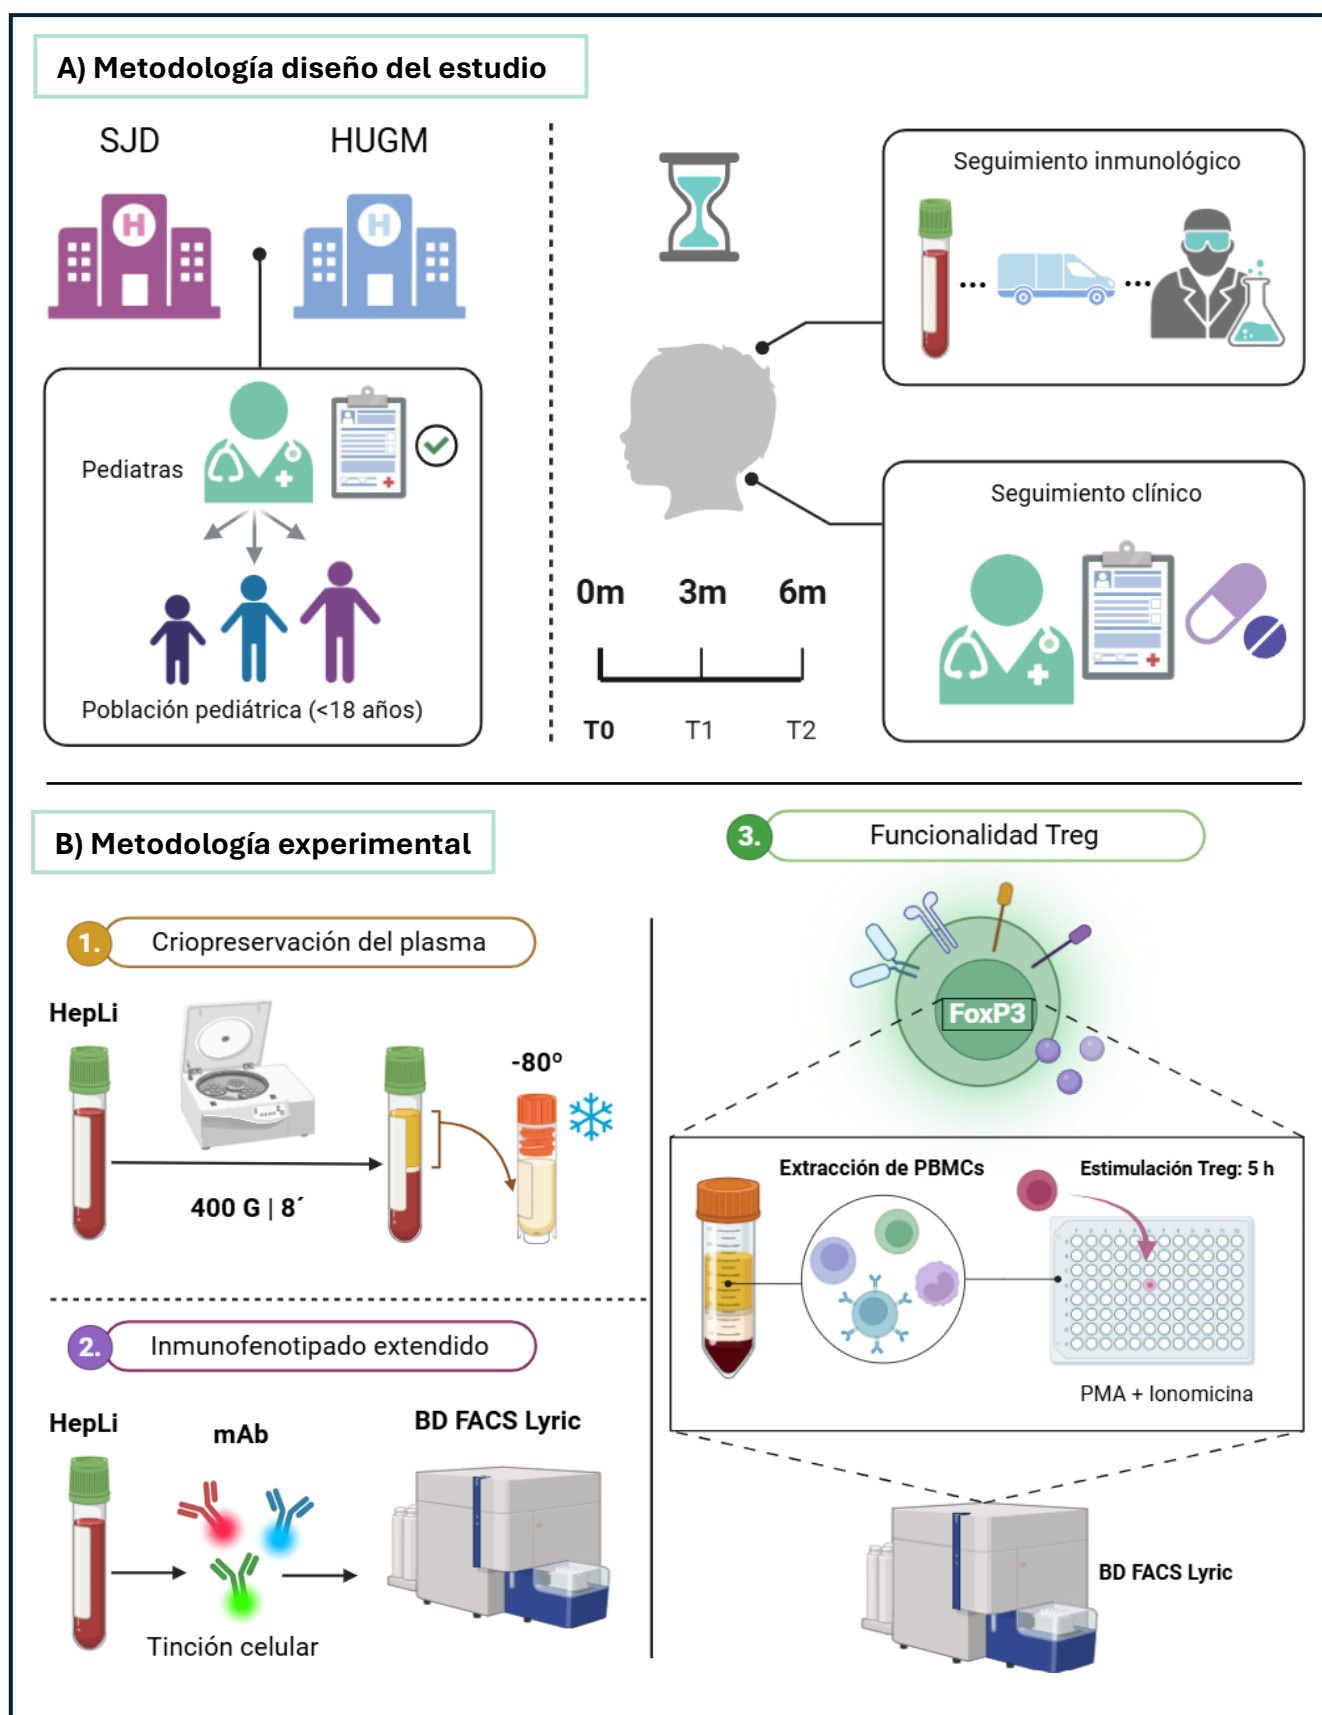 A) Metodología diseño del estudio
SJD
HUGM
H
H
Pediatras
Población pediátrica (<18 años)
0m
3m
6m
T0
T1
T2
Seguimiento inmunológico
Seguimiento clínico
B) Metodología experimental
1.
Criopreservación del plasma
HepLi
400 G | 8´
-80º
2.
Inmunofenotipado extendido
HepLi
mAb
BD FACS Lyric
Tinción celular
3.
Funcionalidad Treg
FoxP3
Extracción de PBMCs
Estimulación Treg: 5 h
PMA + Ionomicina
BD FACS Lyric